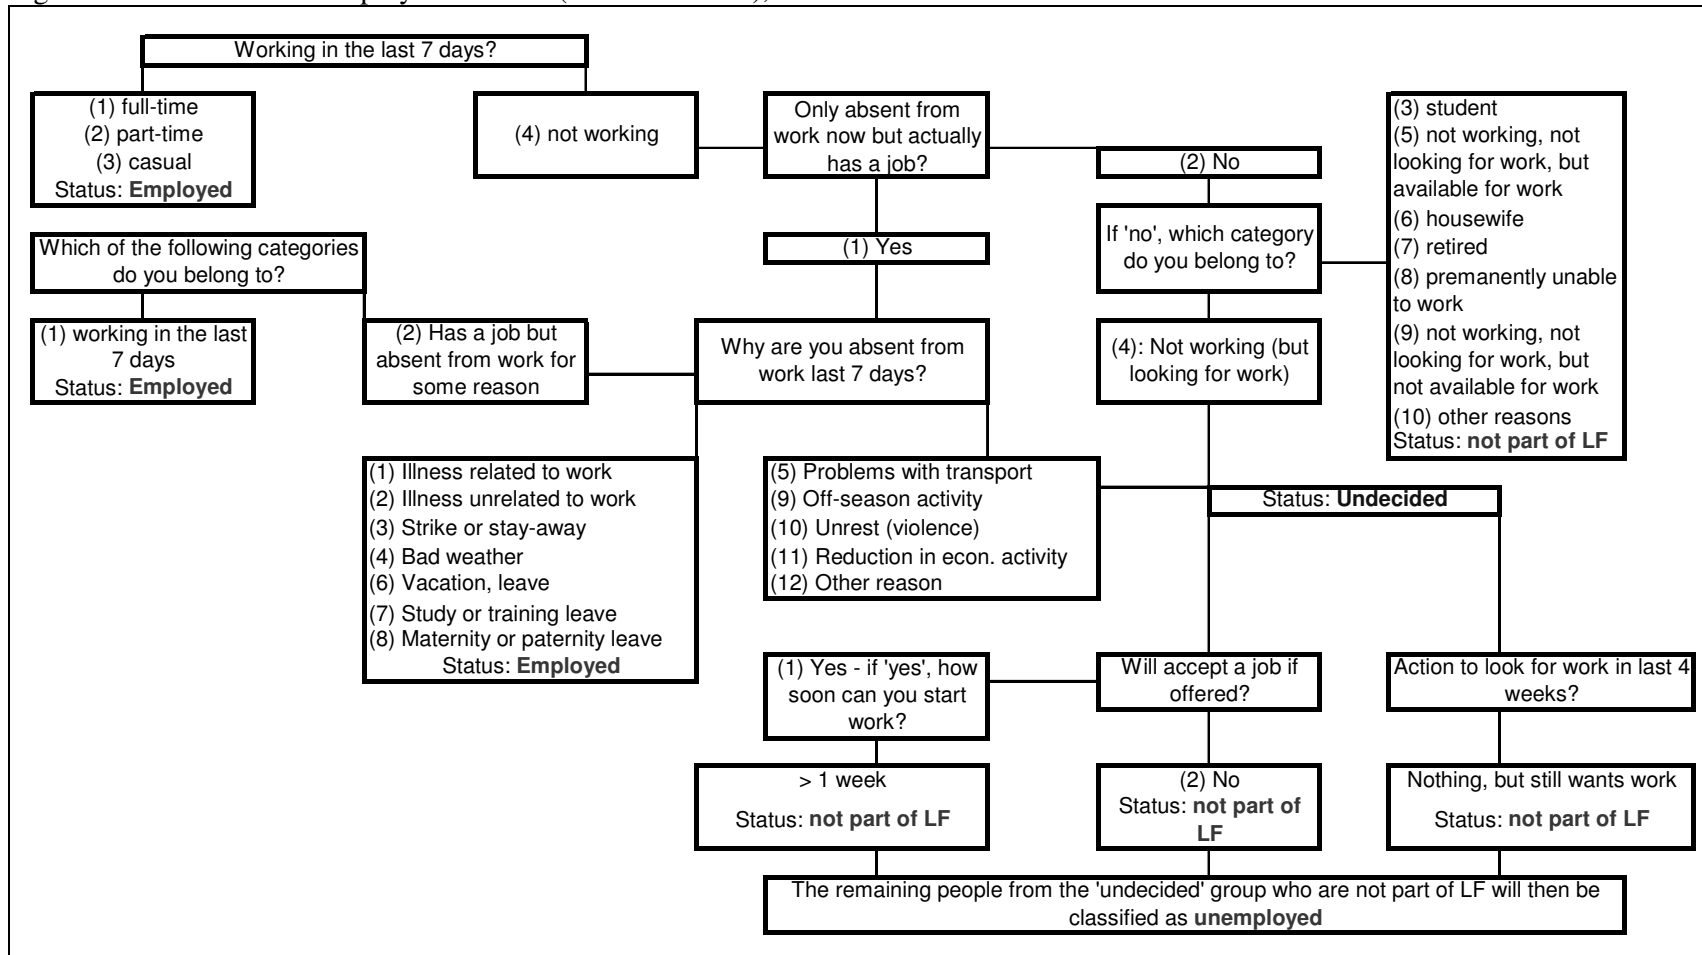 Working in the last 7 days?
(1) full-time
(2) part-time
(3) casual
Status: Employed
(4) not working
Only absent from
work now but actually
has a job?
(2) No
(3) student
(5) not working, not
looking for work, but
available for work
(6) housewife
(7) retired
(8) premanently unable
to work
(9) not working, not
looking for work, but
not available for work
(10) other reasons
Status: not part of LF
Which of the following categories
do you belong to?
(1) Yes
If 'no', which category
do you belong to?
(1) working in the last
7 days
Status: Employed
(2) Has a job but
absent from work for
some reason
Why are you absent from
work last 7 days?
(4): Not working (but
looking for work)
(1) Illness related to work
(2) Illness unrelated to work
(3) Strike or stay-away
(4) Bad weather
(6) Vacation, leave
(7) Study or training leave
(8) Maternity or paternity leave
Status: Employed
(5) Problems with transport
(9) Off-season activity
(10) Unrest (violence)
(11) Reduction in econ. activity
(12) Other reason
Status: Undecided
(1) Yes - if 'yes', how
soon can you start
work?
Will accept a job if
offered?
Action to look for work in last 4
weeks?
> 1 week
Status: not part of LF
(2) No
Status: not part of
LF
Nothing, but still wants work
Status: not part of LF
The remaining people from the 'undecided' group who are not part of LF will then be
classified as unemployed